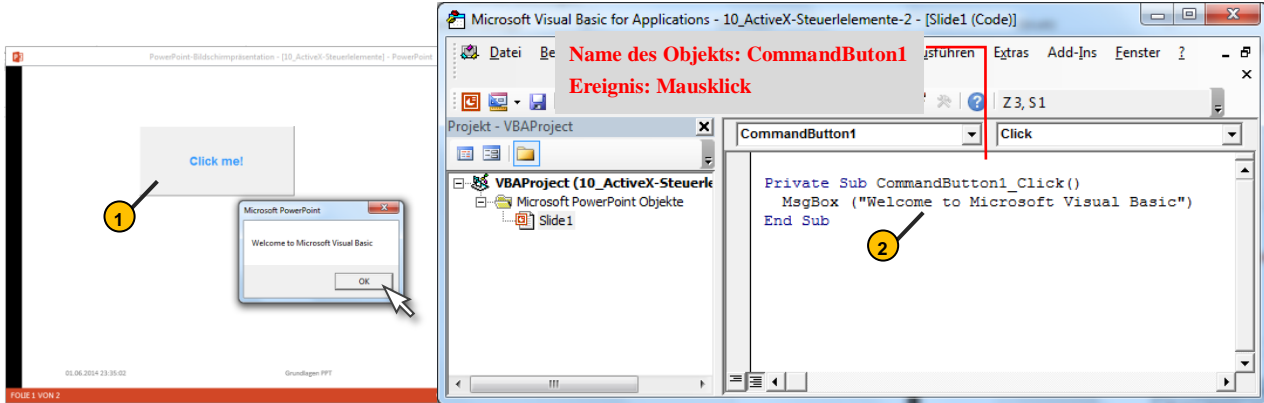 PowerPoint-Bildschirmpräsentation - [10_ActiveX-Steuerelemente] - PowerPoint
Click me!
1
Microsoft PowerPoint
Welcome to Microsoft Visual Basic
OK
01.06.2014 23:35:02
Grundlagen PPT
FOLIE 1 VON 2
Microsoft Visual Basic for Applications - 10_ActiveX-Steuerlelemente-2 - [Slide1 (Code)]
Datei Be
Name des Objekts: CommandButon1
Ereignis: Mausklick
usführen Extras Add-Ins Fenster ?
Z 3, S 1
Projekt - VBAProject
VBAProject (10_ActiveX-Steuerle
Microsoft PowerPoint Objekte
Slide1
CommandButton1
Click
Private Sub CommandButton1_Click()
MsgBox ("Welcome to Microsoft Visual Basic")
End Sub
2